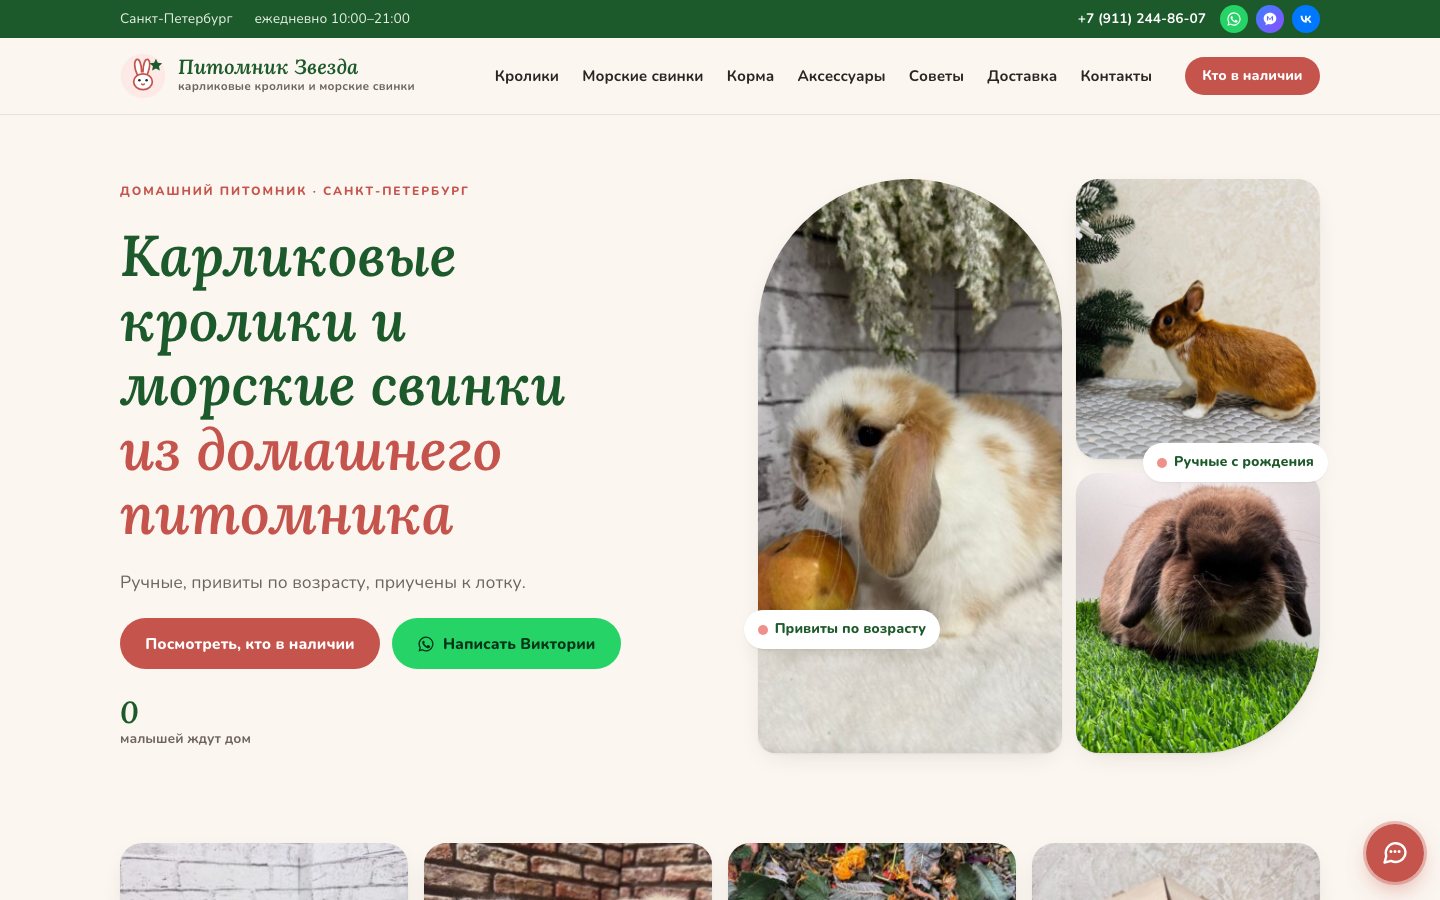 Санкт-Петербург ежедневно 10:00–21:00 +7 (911) 244-86-07
Питомник Звезда
карликовые кролики и морские свинки
Кролики Морские свинки Корма Аксессуары Советы Доставка Контакты Кто в наличии
ДОМАШНИЙ ПИТОМНИК · САНКТ-ПЕТЕРБУРГ
Карликовые
кролики и
морские свинки
из домашнего
питомника
Ручные, привиты по возрасту, приучены к лотку.
Посмотреть, кто в наличии Написать Виктории
0
малышей ждут дом
Ручные с рождения
Привиты по возрасту